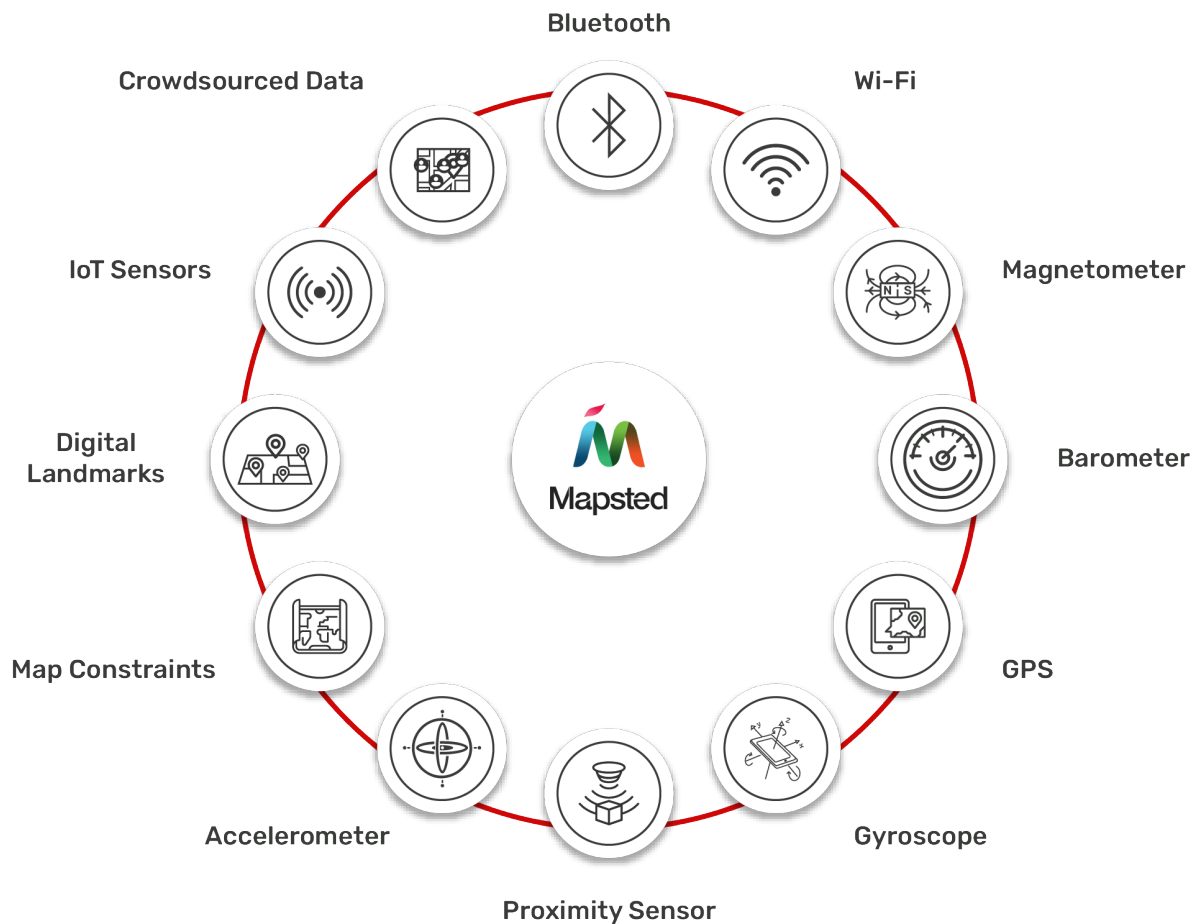 Bluetooth
Crowdsourced Data
Wi-Fi
IoT Sensors
Magnetometer
N S
Digital
Landmarks
Mapsted
Barometer
Map Constraints
GPS
y z x
Accelerometer
Gyroscope
Proximity Sensor